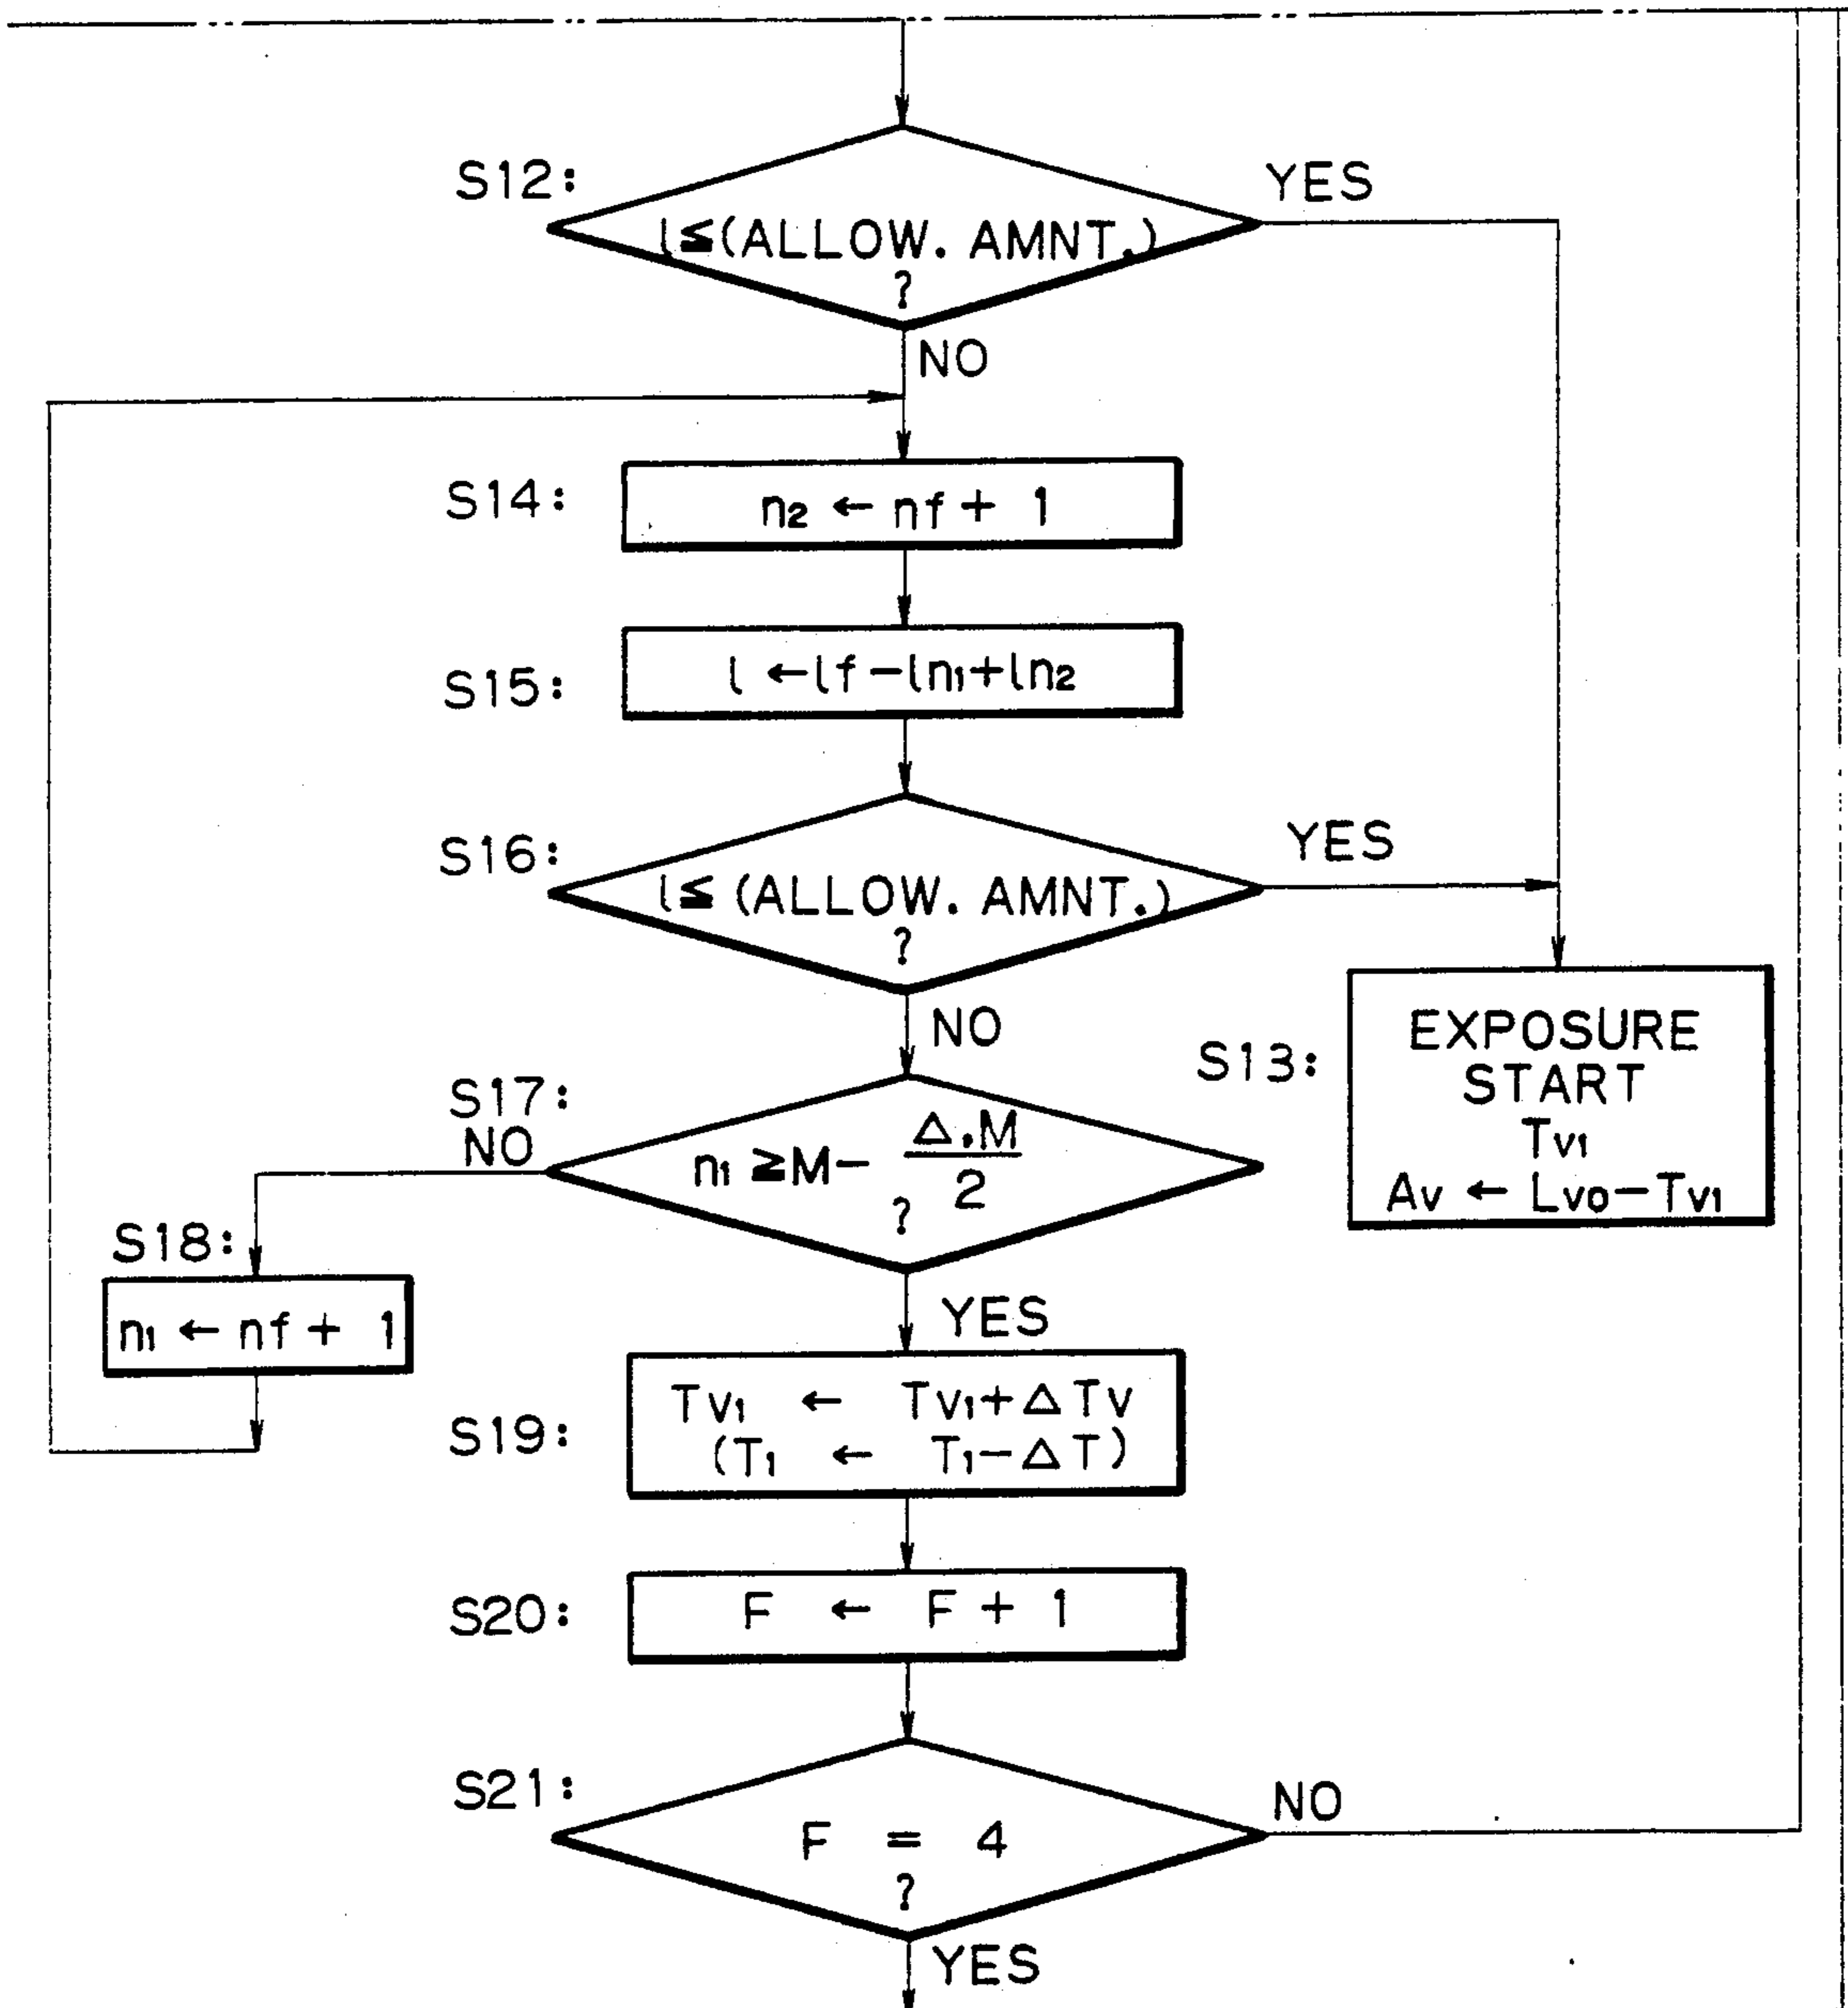 S12:
YES
l≦(ALLOW. AMNT.)
?
NO
S14:
n₂ ← nf + 1
S15:
l ← lf − ln₁ + ln₂
S16:
YES
l≦ (ALLOW. AMNT.)
?
NO
S13:
EXPOSURE
START
Tv₁
Av ← Lvo − Tv₁
S17:
NO
n₁ ≧ M − Δ.M/2
?
S18:
n₁ ← nf + 1
YES
S19:
Tv₁ ← Tv₁ + ΔTv
(T₁ ← T₁ − ΔT)
S20:
F ← F + 1
S21:
NO
F = 4
?
YES